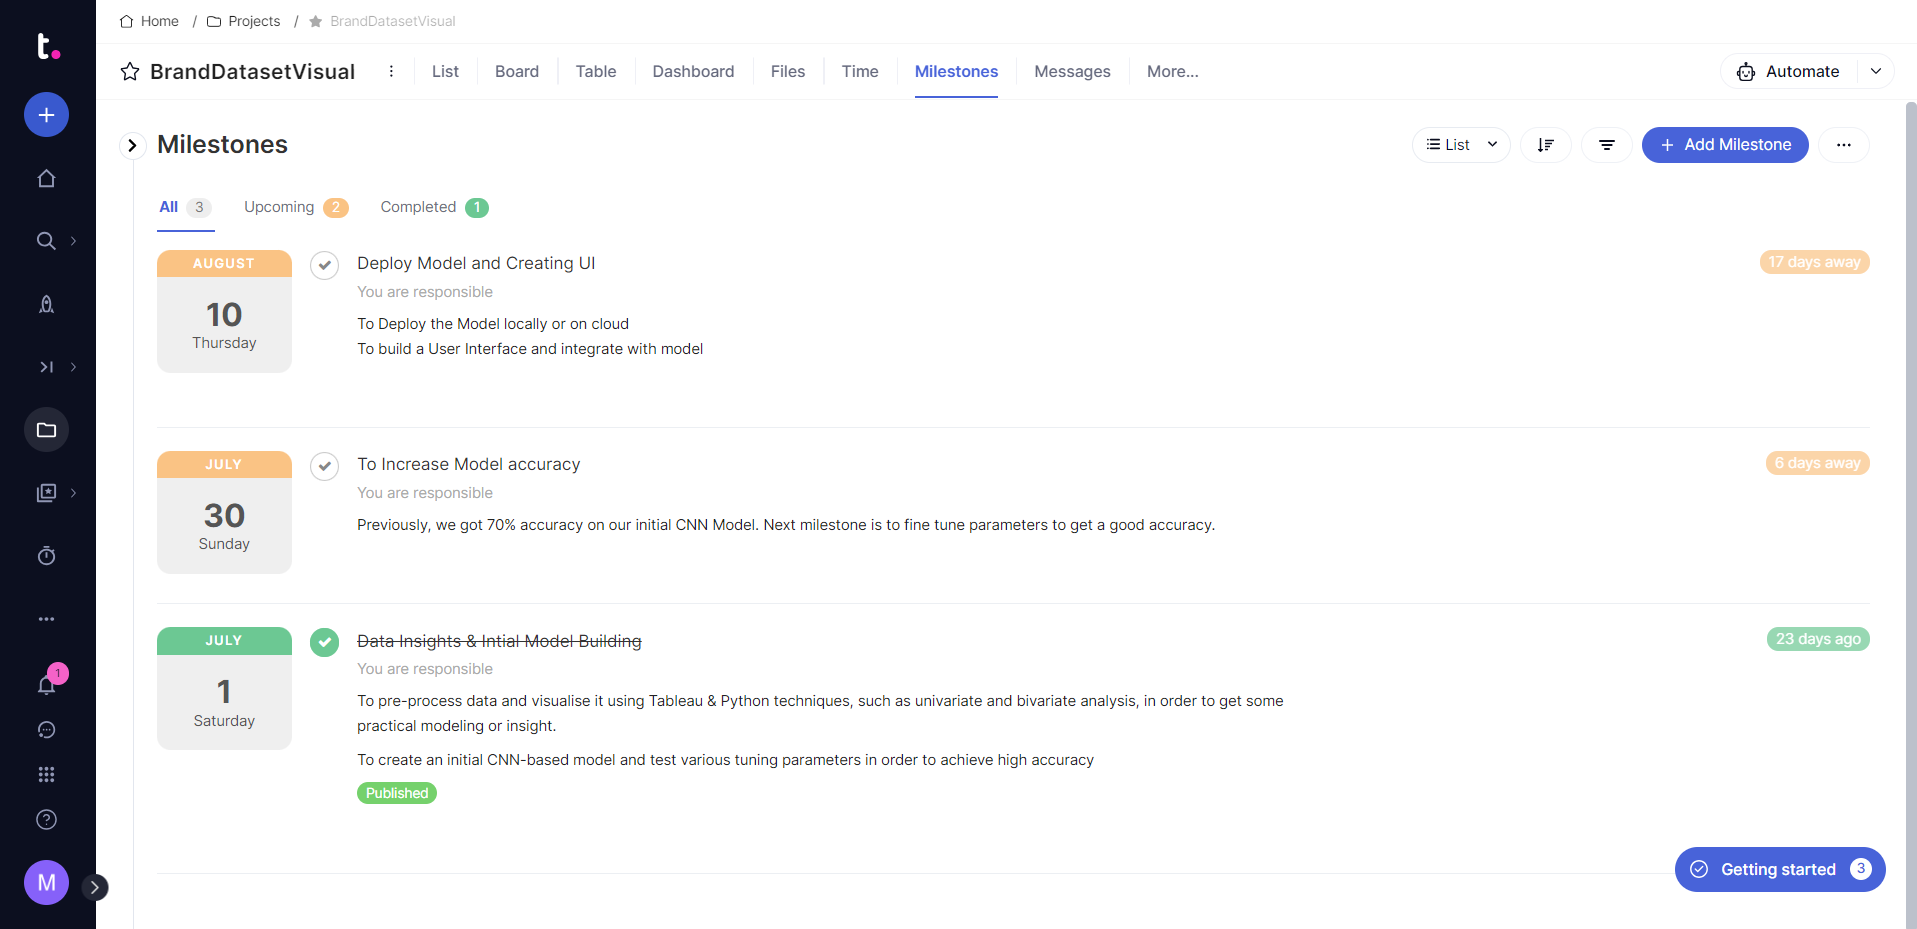 Home / Projects / BrandDatasetVisual
t.
BrandDatasetVisual List Board Table Dashboard Files Time Milestones Messages More... Automate
Milestones List + Add Milestone
All 3 Upcoming 2 Completed 1
AUGUST
10
Thursday
Deploy Model and Creating UI
17 days away
You are responsible
To Deploy the Model locally or on cloud
To build a User Interface and integrate with model
JULY
30
Sunday
To Increase Model accuracy
6 days away
You are responsible
Previously, we got 70% accuracy on our initial CNN Model. Next milestone is to fine tune parameters to get a good accuracy.
JULY
1
Saturday
Data Insights & Intial Model Building
23 days ago
You are responsible
To pre-process data and visualise it using Tableau & Python techniques, such as univariate and bivariate analysis, in order to get some
practical modeling or insight.
To create an initial CNN-based model and test various tuning parameters in order to achieve high accuracy
Published
1
M
Getting started 3